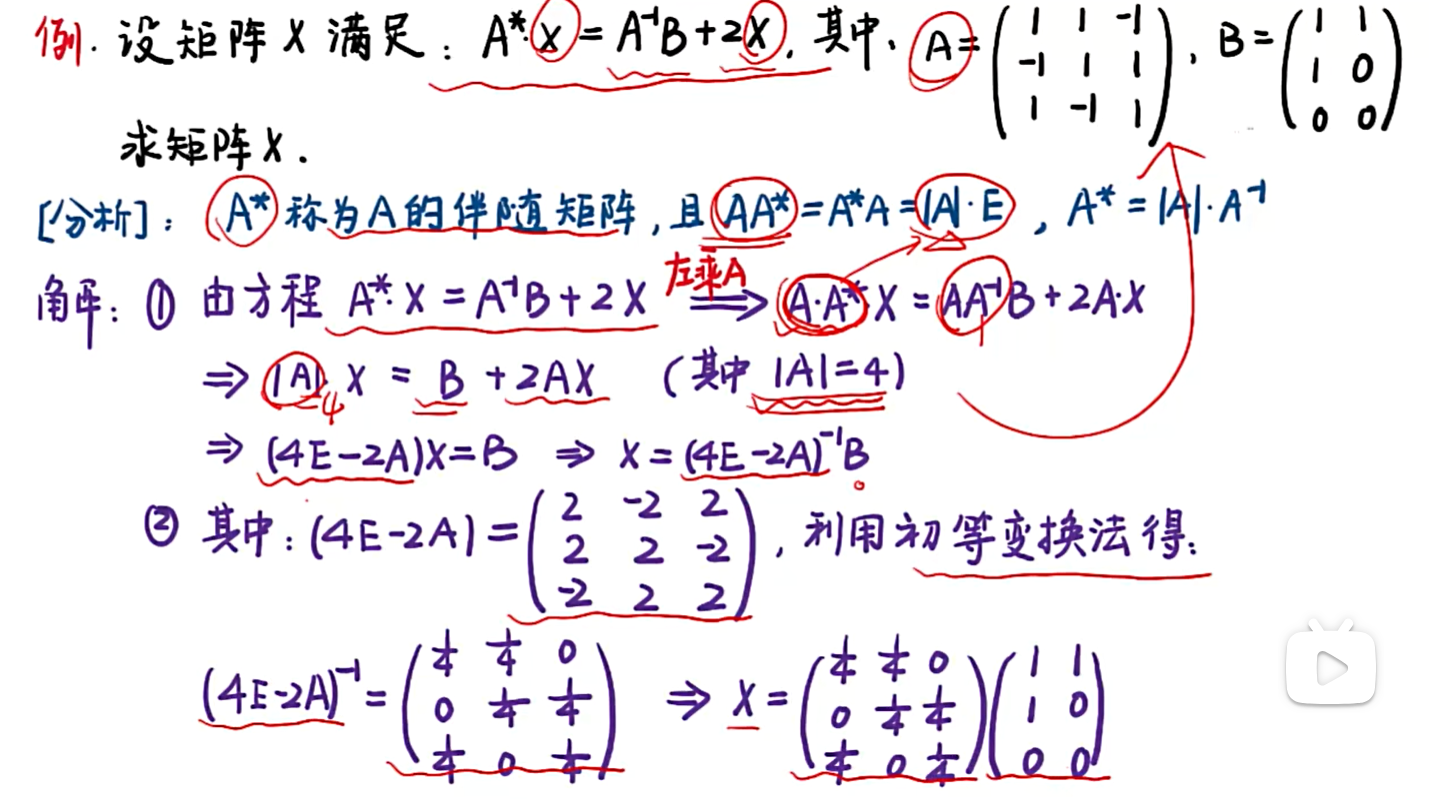 例. 设矩阵 X 满足: A*·X = A⁻¹B + 2X, 其中, A = (1 1 -1; -1 1 1; 1 -1 1), B = (1 1; 1 0; 0 0)
求矩阵 X.
[分析]: A* 称为 A 的伴随矩阵, 且 AA* = A*A = |A|·E, A* = |A|·A⁻¹
解: ① 由方程 A*·X = A⁻¹B + 2X 左乘A ⟹ A·A*X = AA⁻¹B + 2A·X
⇒ |A|·X = B + 2AX (其中 |A|=4)
4
⇒ (4E-2A)X = B ⇒ X = (4E-2A)⁻¹B
② 其中: (4E-2A) = (2 -2 2; 2 2 -2; -2 2 2), 利用初等变换法得:
(4E-2A)⁻¹ = (1/4 1/4 0; 0 1/4 1/4; 1/4 0 1/4) ⇒ X = (1/4 1/4 0; 0 1/4 1/4; 1/4 0 1/4)(1 1; 1 0; 0 0)